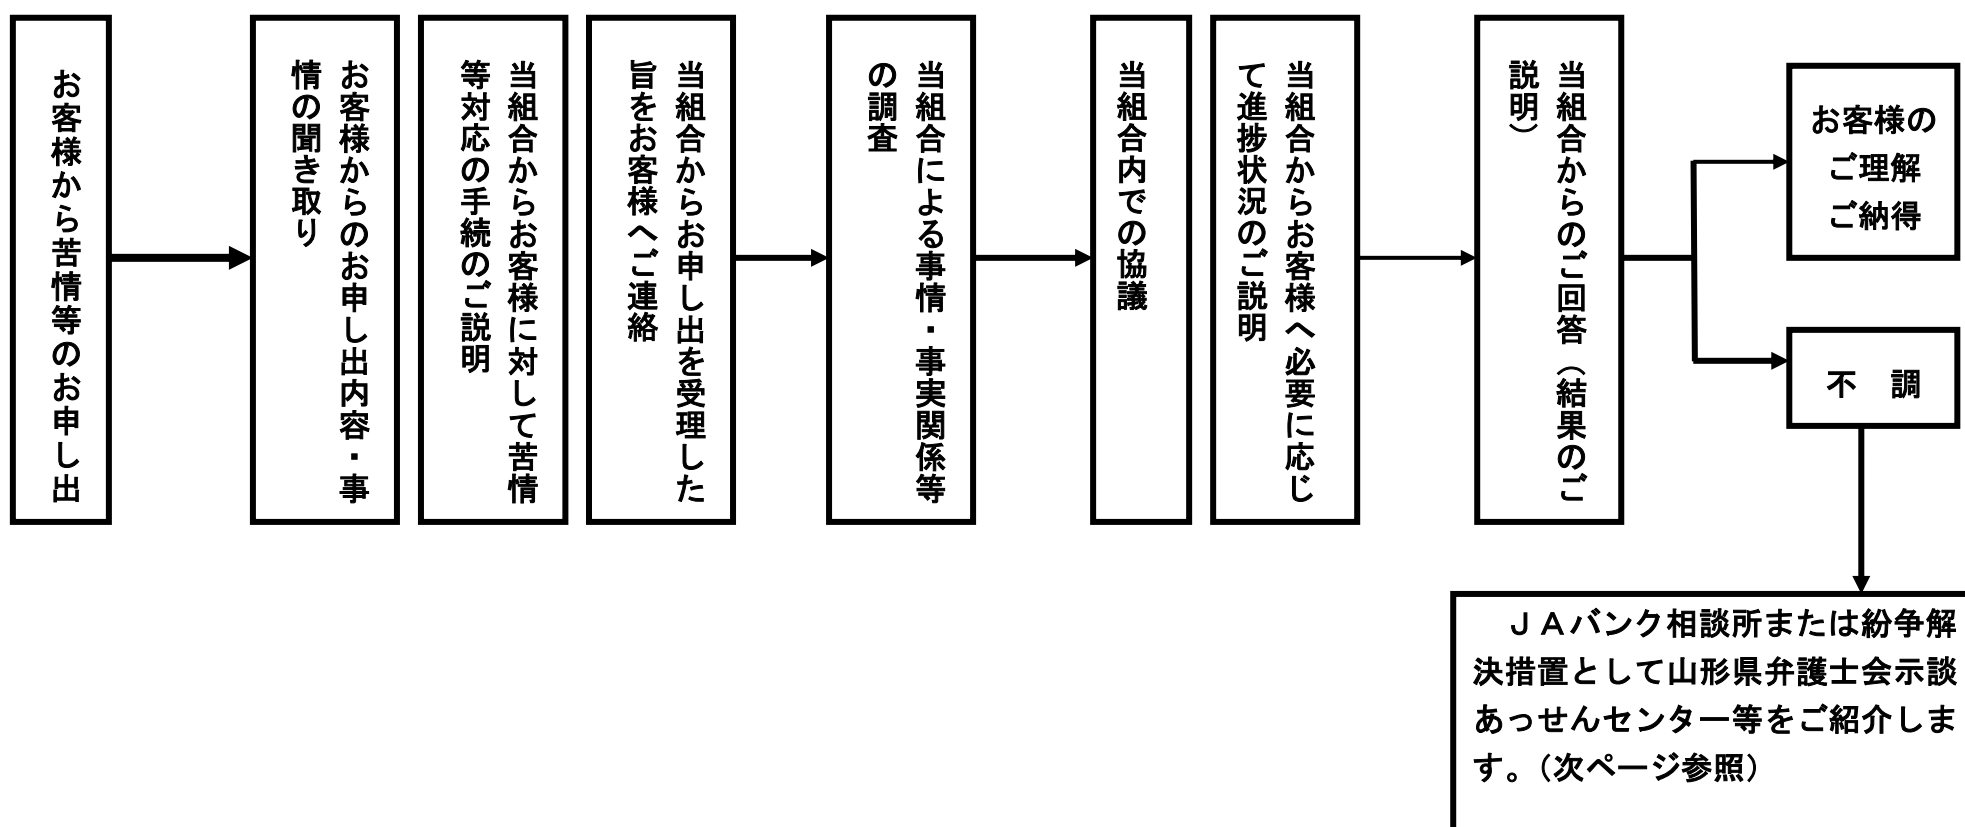 お客様から苦情等のお申し出
お客様からのお申し出内容・事
情の聞き取り
当組合からお客様に対して苦情
等対応の手続のご説明
当組合からお申し出を受理した
旨をお客様へご連絡
当組合による事情・事実関係等
の調査
当組合内での協議
当組合からお客様へ必要に応じ
て進捗状況のご説明
当組合からのご回答（結果のご
説明）
お客様の
ご理解
ご納得
不　調
ＪＡバンク相談所または紛争解
決措置として山形県弁護士会示談
あっせんセンター等をご紹介しま
す。（次ページ参照）